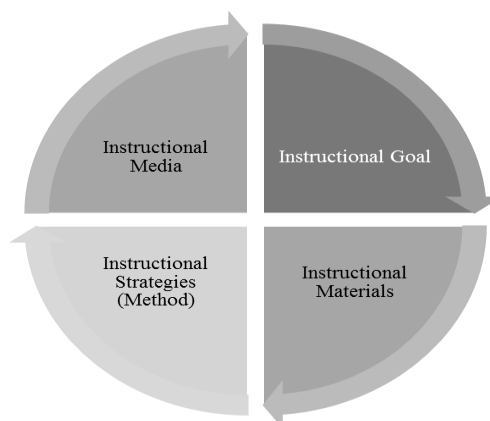 Instructional
Media
Instructional Goal
Instructional
Strategies
(Method)
Instructional
Materials